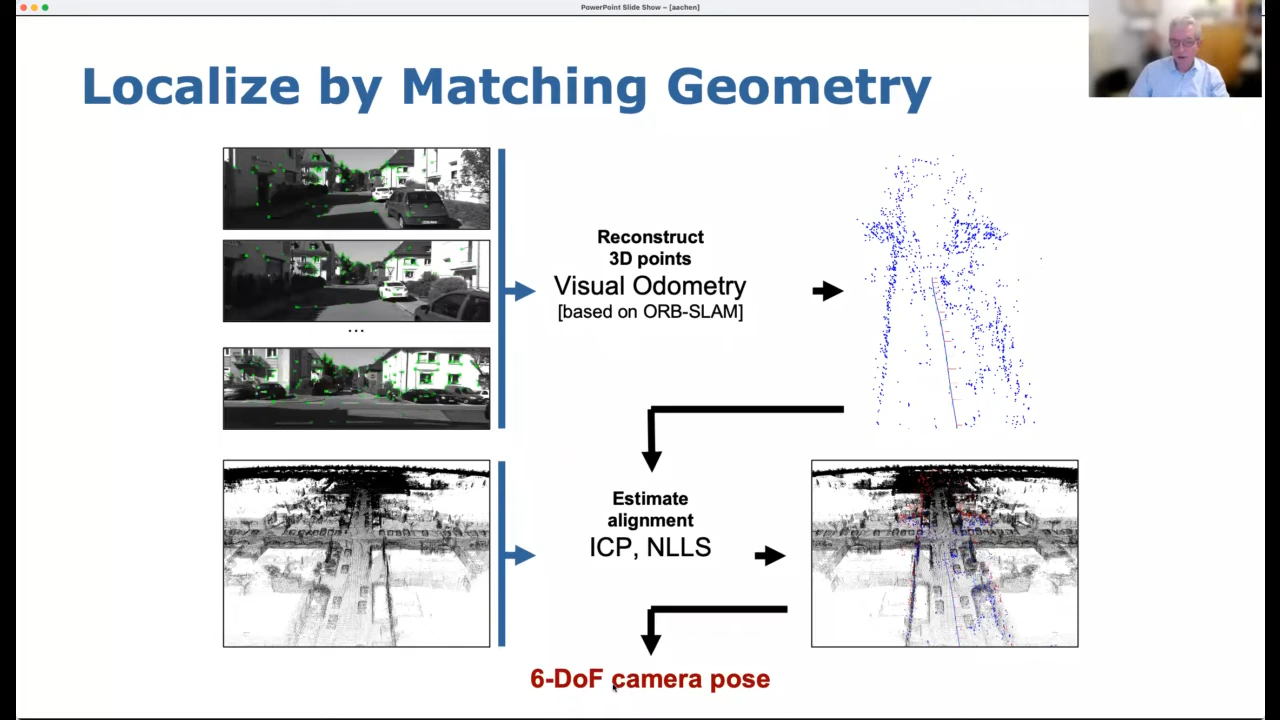 PowerPoint Slide Show – [aachen]
Localize by Matching Geometry
Reconstruct
3D points
Visual Odometry
[based on ORB-SLAM]
...
Estimate
alignment
ICP, NLLS
6-DoF camera pose